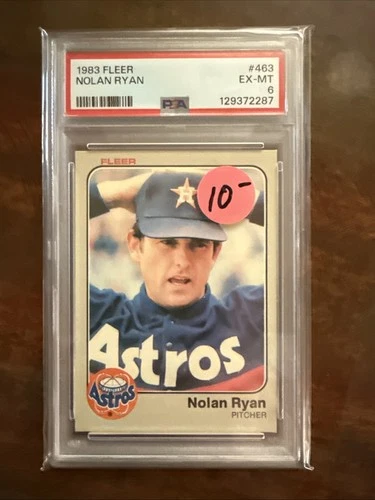 1983 FLEER #463
NOLAN RYAN EX-MT
6
PSA 129372287
FLEER
10-
Astros
Astros
Nolan Ryan
PITCHER